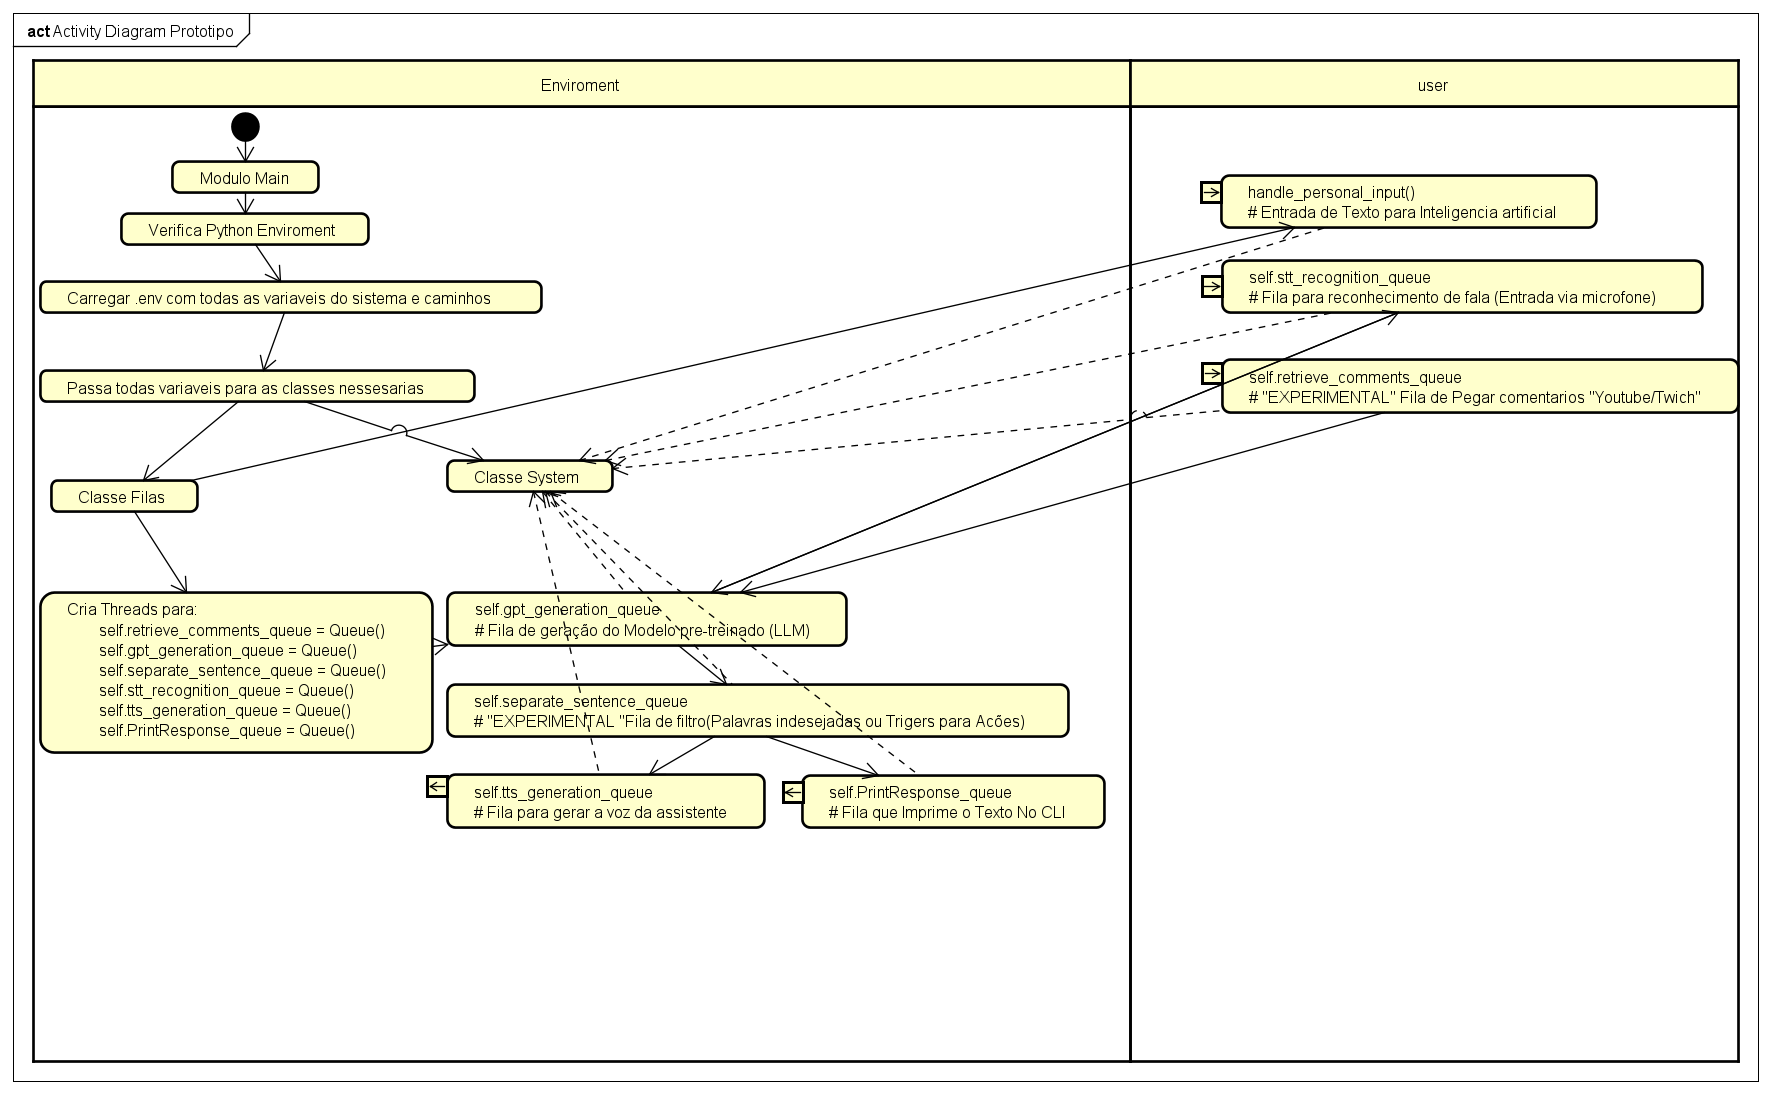 act Activity Diagram Prototipo
Enviroment
user
Modulo Main
Verifica Python Enviroment
Carregar .env com todas as variaveis do sistema e caminhos
Passa todas variaveis para as classes nessesarias
Classe Filas
Classe System
Cria Threads para:
self.retrieve_comments_queue = Queue()
self.gpt_generation_queue = Queue()
self.separate_sentence_queue = Queue()
self.stt_recognition_queue = Queue()
self.tts_generation_queue = Queue()
self.PrintResponse_queue = Queue()
self.gpt_generation_queue
# Fila de geração do Modelo pre-treinado (LLM)
self.separate_sentence_queue
# "EXPERIMENTAL "Fila de filtro(Palavras indesejadas ou Trigers para Acões)
self.tts_generation_queue
# Fila para gerar a voz da assistente
self.PrintResponse_queue
# Fila que Imprime o Texto No CLI
handle_personal_input()
# Entrada de Texto para Inteligencia artificial
self.stt_recognition_queue
# Fila para reconhecimento de fala (Entrada via microfone)
self.retrieve_comments_queue
# "EXPERIMENTAL" Fila de Pegar comentarios "Youtube/Twich"